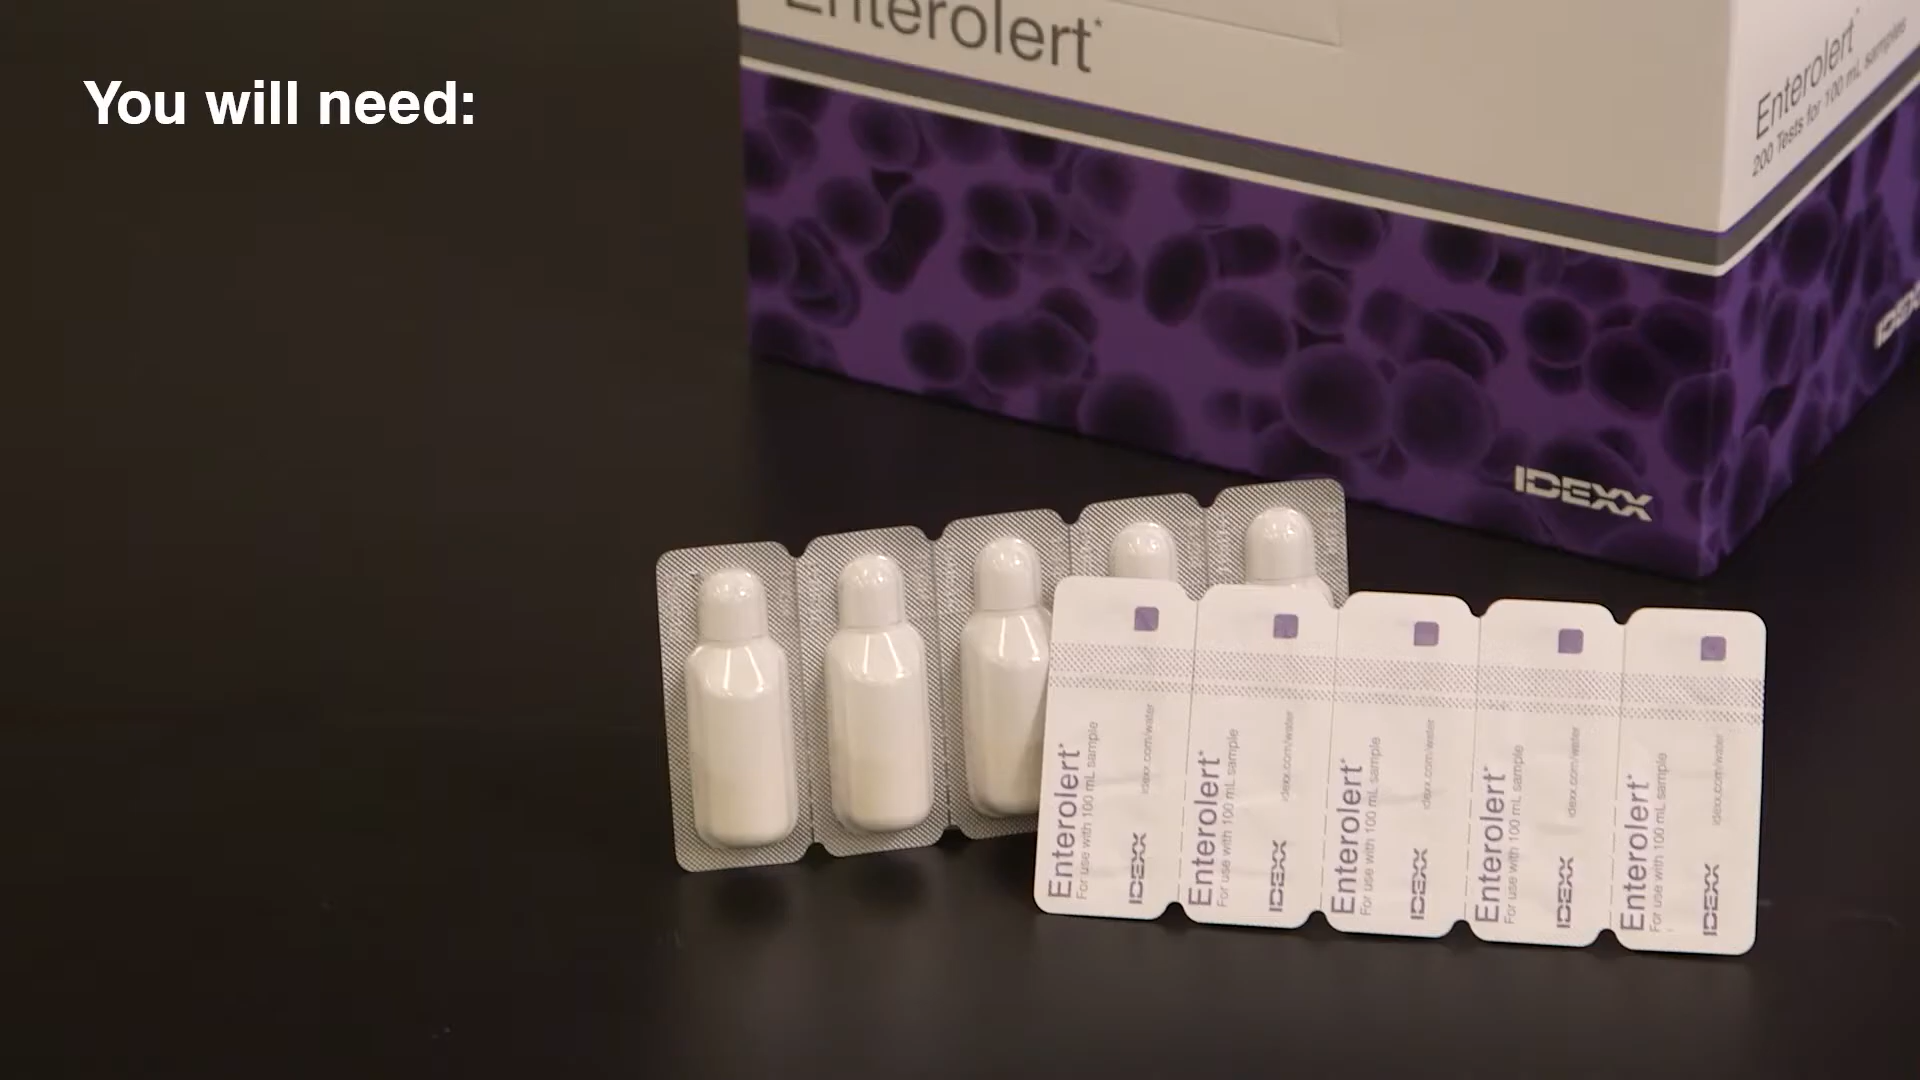 You will need:
Enterolert*
Enterolert*
200 Tests for 100 mL samples
IDEXX
IDEXX
Enterolert*
For use with 100 mL sample
idexx.com/water
IDEXX
Enterolert*
For use with 100 mL sample
idexx.com/water
IDEXX
Enterolert*
For use with 100 mL sample
idexx.com/water
IDEXX
Enterolert*
For use with 100 mL sample
idexx.com/water
IDEXX
Enterolert*
For use with 100 mL sample
idexx.com/water
IDEXX